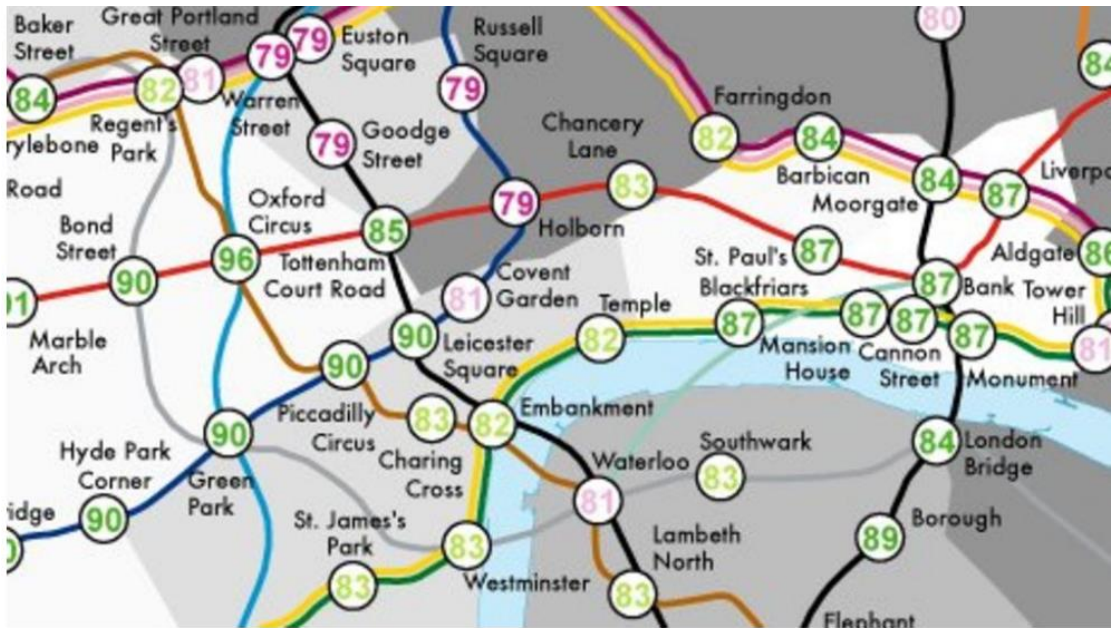 Baker
Street
Great Portland
Street
79
79
Euston
Square
Russell
Square
80
84
84
82
81
Warren
Street
Regent's
Park
rylebone
79
Goodge
Street
79
Chancery
Lane
Farringdon
82
84
Barbican
Moorgate
84
87
Liverpo
Road
Bond
Street
Oxford
Circus
85
79
Holborn
83
St. Paul's
87
Aldgate
86
90
96
Tottenham
Court Road
81
Covent
Garden
Temple
Blackfriars
87
Bank
Tower
Hill
91
Marble
Arch
90
90
Leicester
Square
82
87
Mansion
House
87
87
Cannon
Street
87
Monument
81
Piccadilly
Circus
83
82
Embankment
90
Green
Park
Hyde Park
Corner
90
Charing
Cross
Waterloo
81
Southwark
83
84
London
Bridge
idge
St. James's
Park
83
83
Westminster
Lambeth
North
83
89
Borough
Elephant